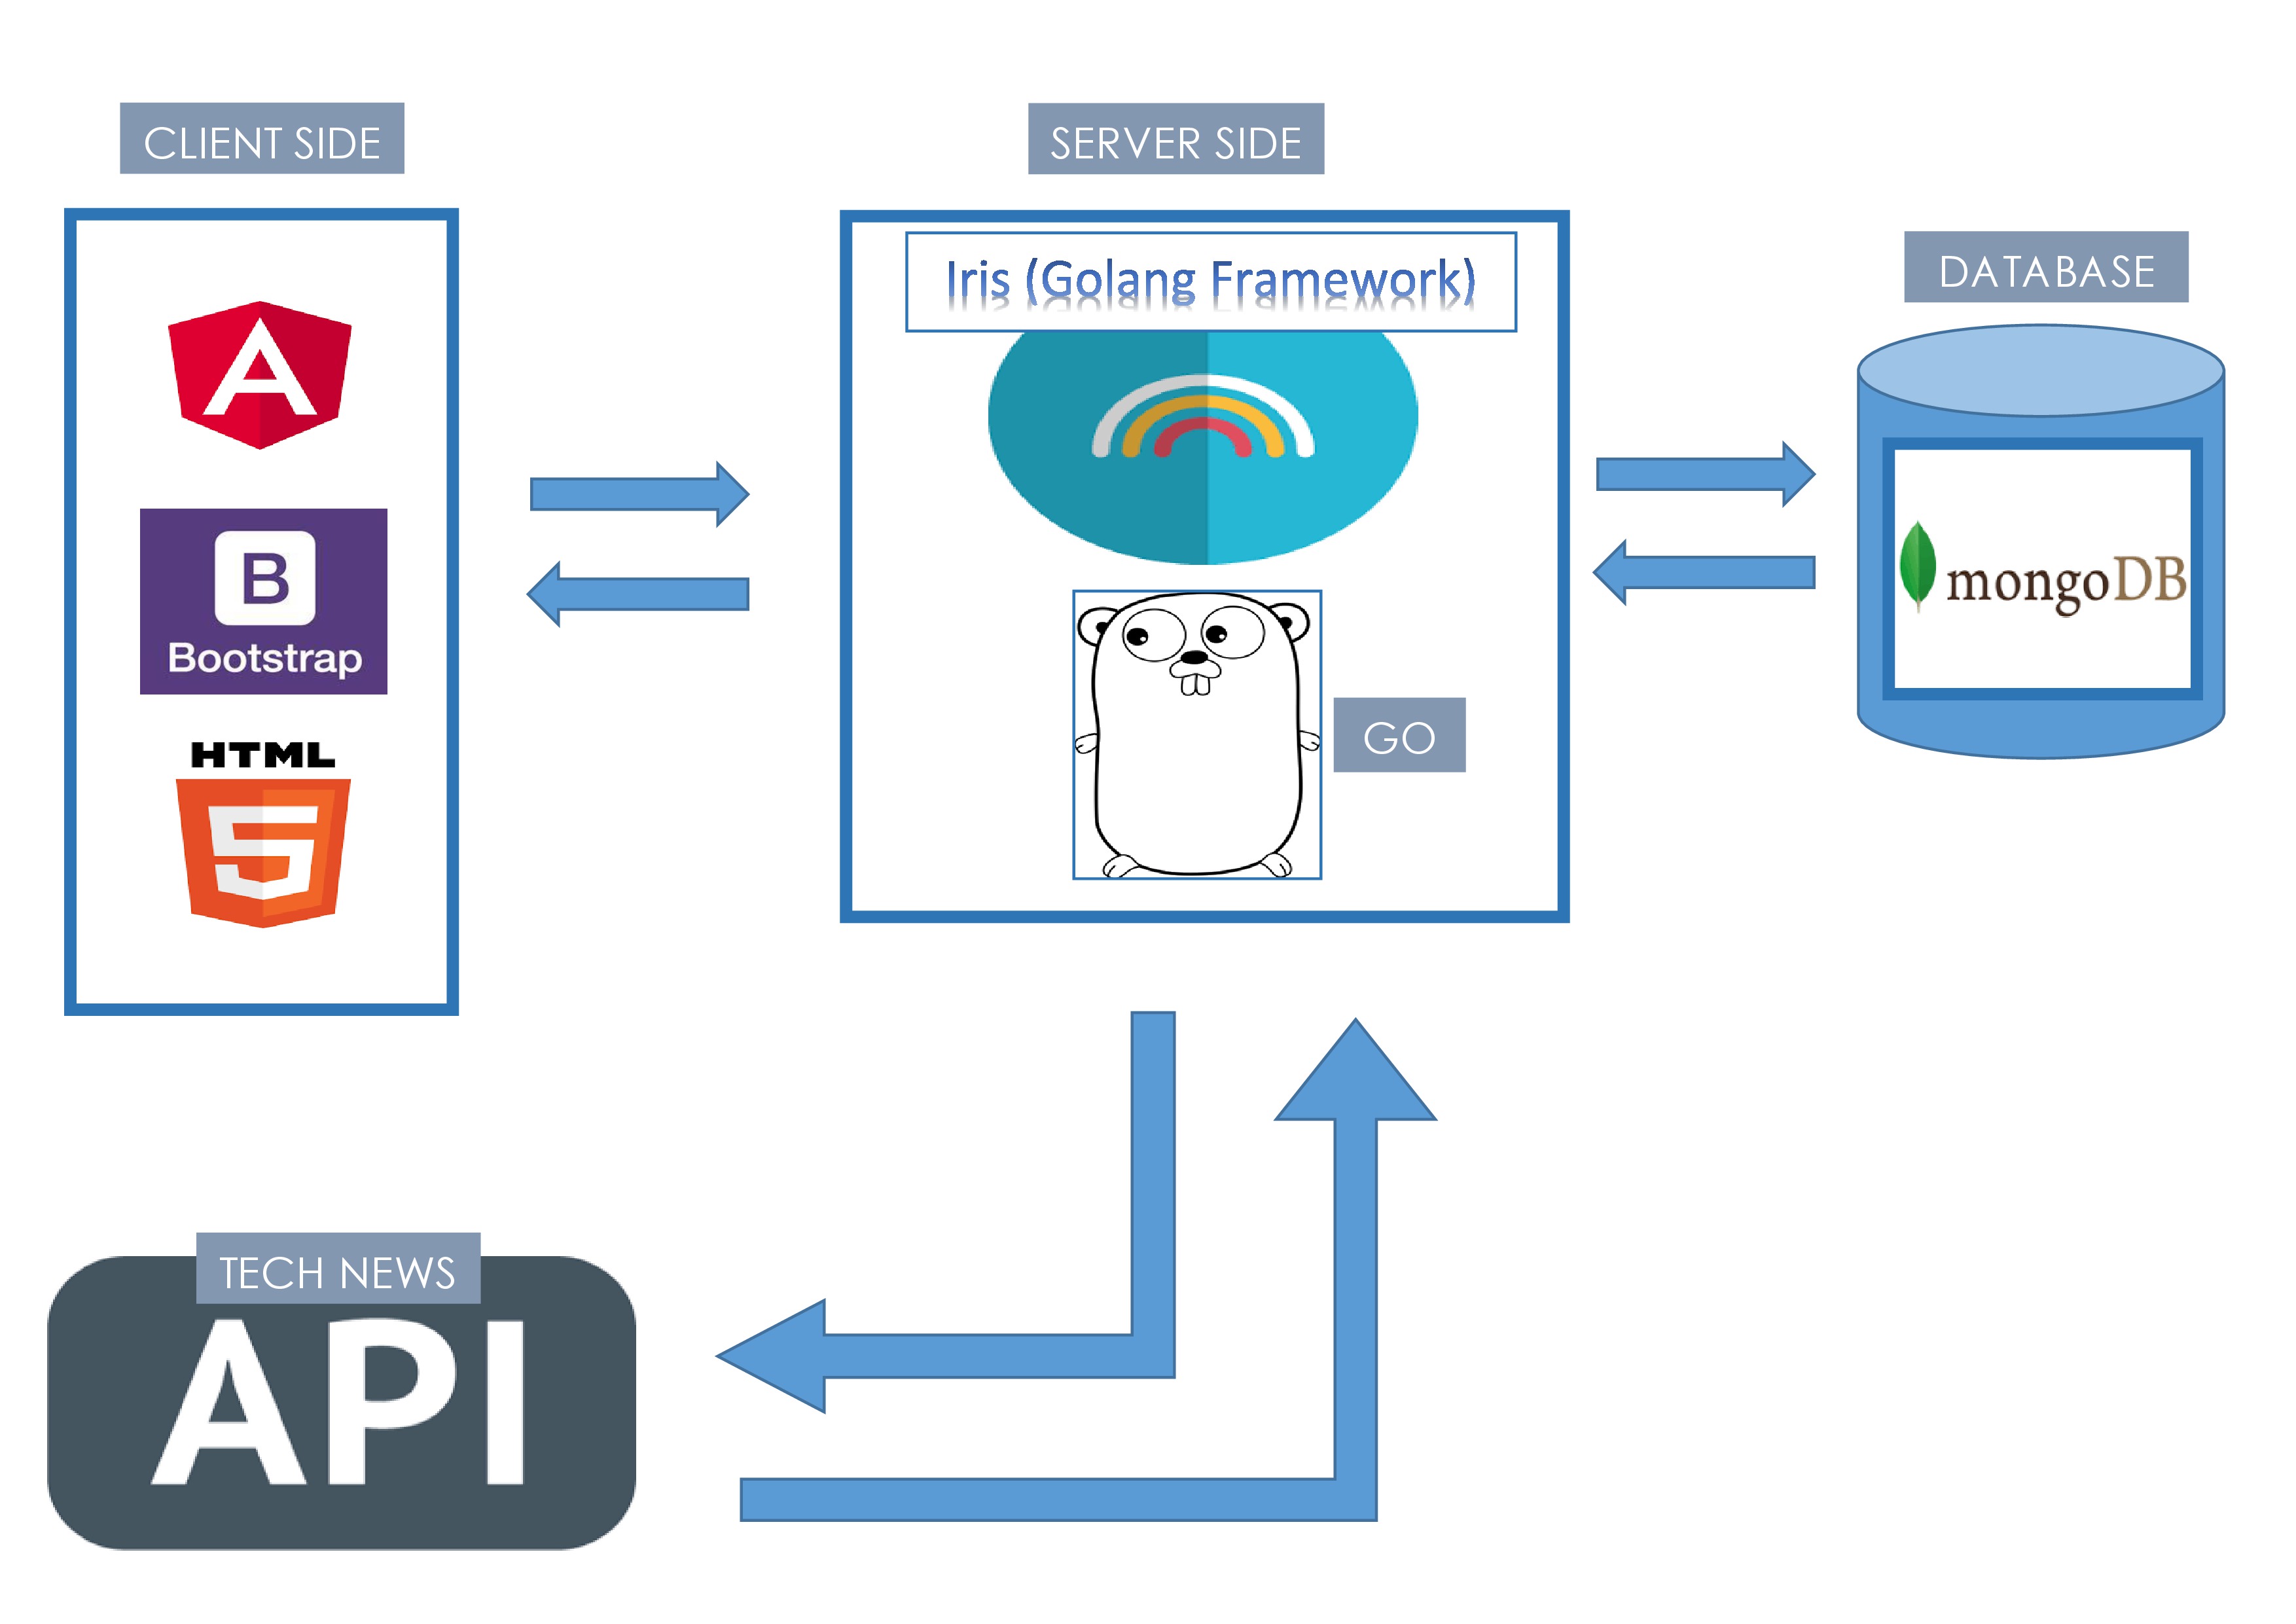 CLIENT SIDE
SERVER SIDE
DATABASE
Iris (Golang Framework)
B
Bootstrap
HTML
5
GO
mongoDB
TECH NEWS
API
A